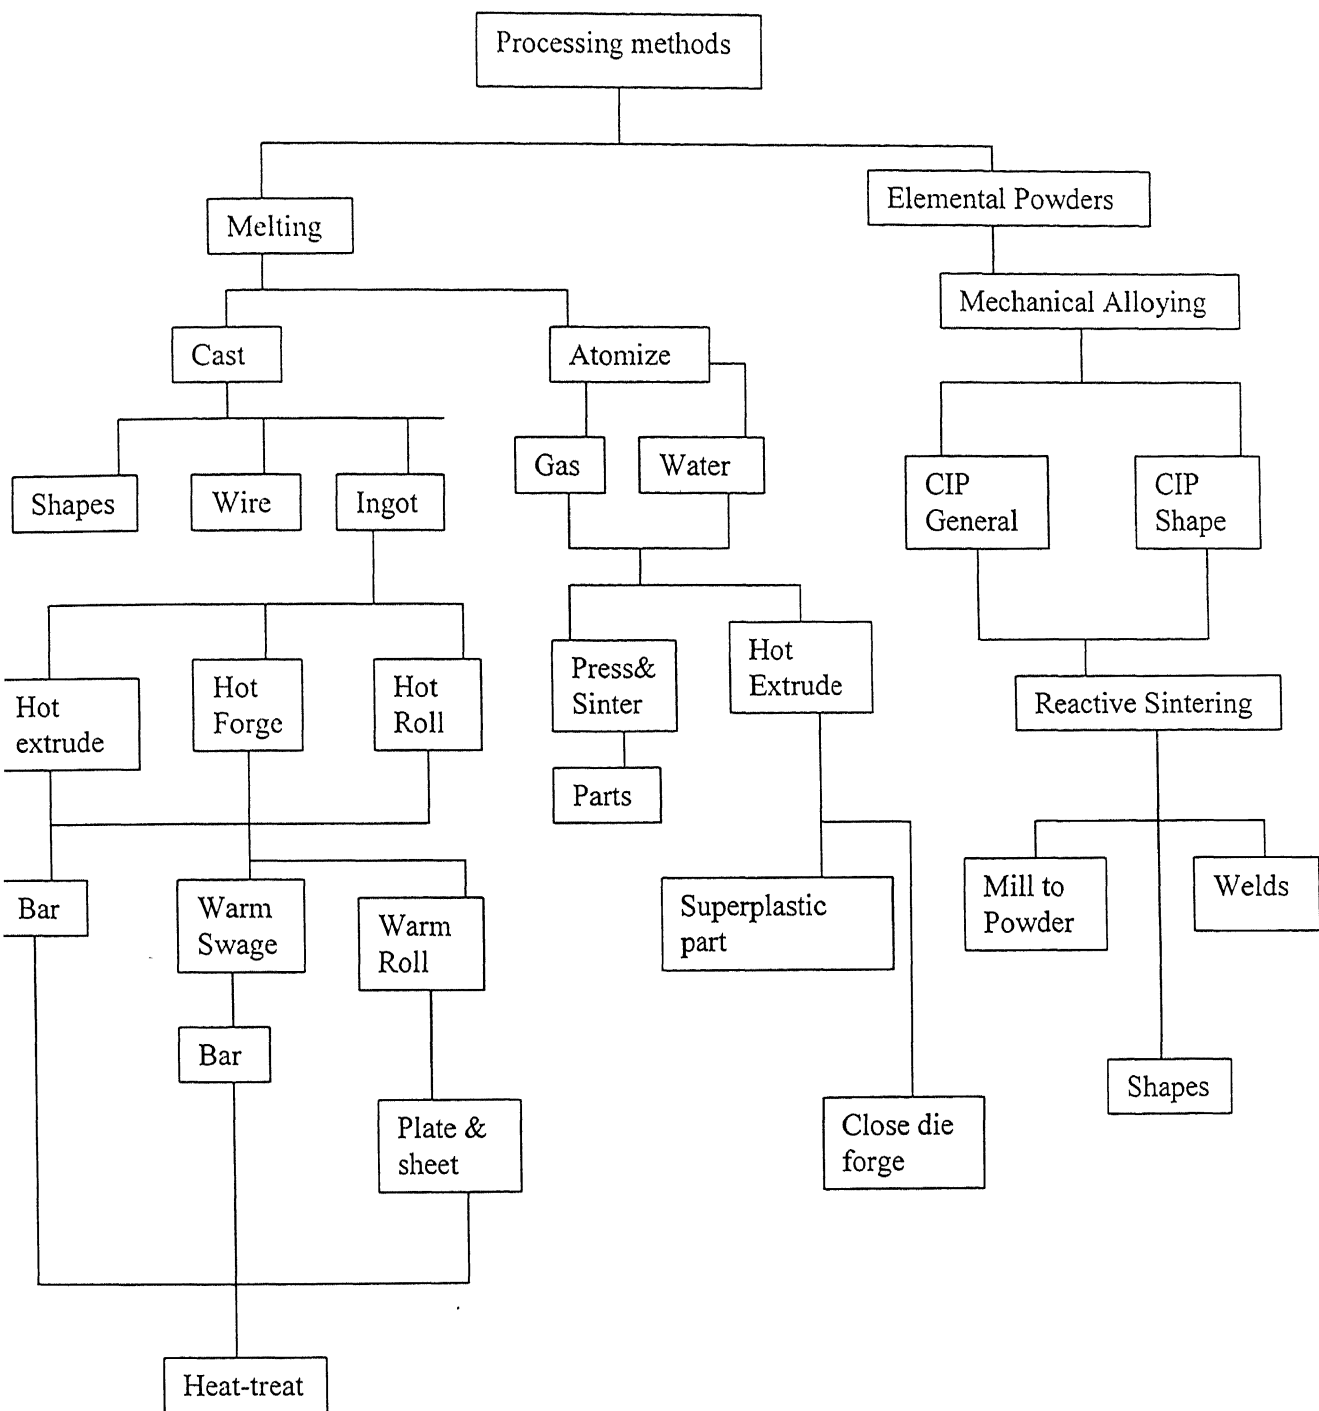 Processing methods
Elemental Powders
Melting
Mechanical Alloying
Cast
Atomize
Gas
Water
CIP
General
CIP
Shape
Shapes
Wire
Ingot
Hot
extrude
Hot
Forge
Hot
Roll
Press&
Sinter
Hot
Extrude
Reactive Sintering
Parts
Bar
Warm
Swage
Warm
Roll
Superplastic
part
Mill to
Powder
Welds
Bar
Plate &
sheet
Close die
forge
Shapes
Heat-treat